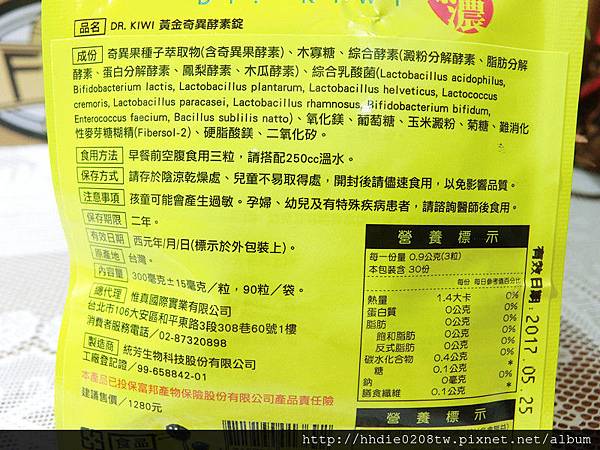 DR. KIWI
濃
品名 DR. KIWI 黃金奇異酵素錠
成份 奇異果種子萃取物(含奇異果酵素)、木寡糖、綜合酵素(澱粉分解酵素、脂肪分解
酵素、蛋白分解酵素、鳳梨酵素、木瓜酵素)、綜合乳酸菌(Lactobacillus acidophilus,
Bifidobacterium lactis, Lactobacillus plantarum, Lactobacillus helveticus, Lactococcus
cremoris, Lactobacillus paracasei, Lactobacillus rhamnosus, Bifidobacterium bifidum,
Enterococcus faecium, Bacillus sublilis natto)、氧化鎂、葡萄糖、玉米澱粉、菊糖、難消化
性麥芽糊精(Fibersol-2)、硬脂酸鎂、二氧化矽。
食用方法 早餐前空腹食用三粒,請搭配250cc溫水。
保存方式 請存於陰涼乾燥處、兒童不易取得處,開封後請儘速食用,以免影響品質。
注意事項 孩童可能會產生過敏。孕婦、幼兒及有特殊疾病患者,請諮詢醫師後食用。
保存期限 二年。
有效日期 西元年/月/日(標示於外包裝上)。
原產地 台灣。
內容量 300毫克±15毫克/粒,90粒/袋。
總代理 惟真國際實業有限公司
台北市106大安區和平東路3段308巷60號1樓
消費者服務電話/02-87320898
製造商 統芳生物科技股份有限公司
工廠登記證/99-658842-01
本產品已投保富邦產物保險股份有限公司產品責任險
建議售價/1280元
營養標示
每一份量 0.9公克(3粒)
本包裝含 30份
每份 每日參考值百分比
熱量 1.4大卡 0%
蛋白質 0公克 0%
脂肪 0公克 0%
飽和脂肪 0公克 0%
反式脂肪 0公克 *
碳水化合物 0.4公克 0%
糖 0.1公克 *
鈉 0毫克 0%
膳食纖維 0.1公克 0%
有效日期:2017.05.25
食品
http://hhdie0208tw.pixnet.net/album